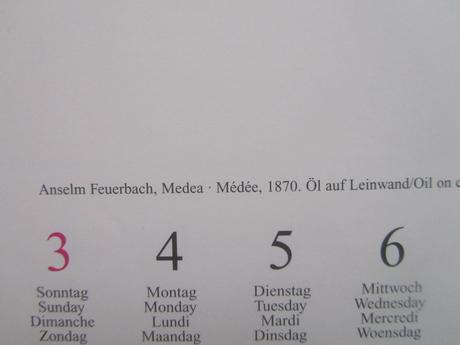 Anselm Feuerbach, Medea · Médée, 1870. Öl auf Leinwand/Oil on
3 4 5 6
Sonntag Montag Dienstag Mittwoch
Sunday Monday Tuesday Wednesday
Dimanche Lundi Mardi Mercredi
Zondag Maandag Dinsdag Woensdag